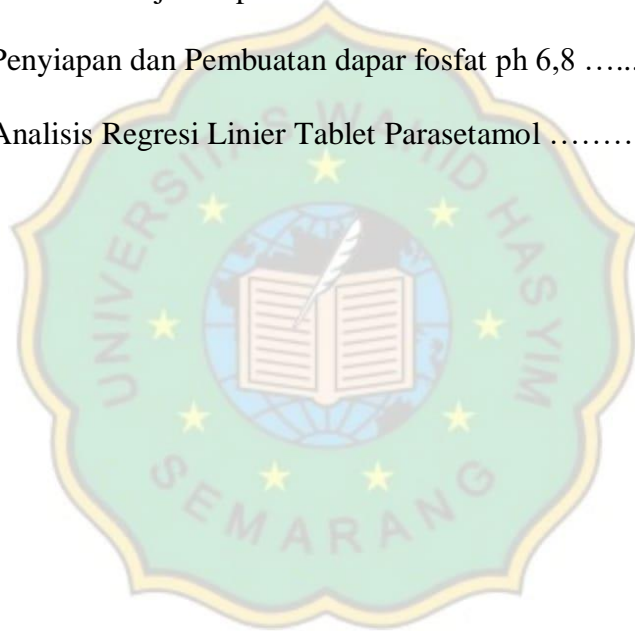 Penyiapan dan Pembuatan dapar fosfat ph 6,8 …...
Analisis Regresi Linier Tablet Parasetamol ………
UNIVERSITAS WAHID HASYIM
SEMARANG